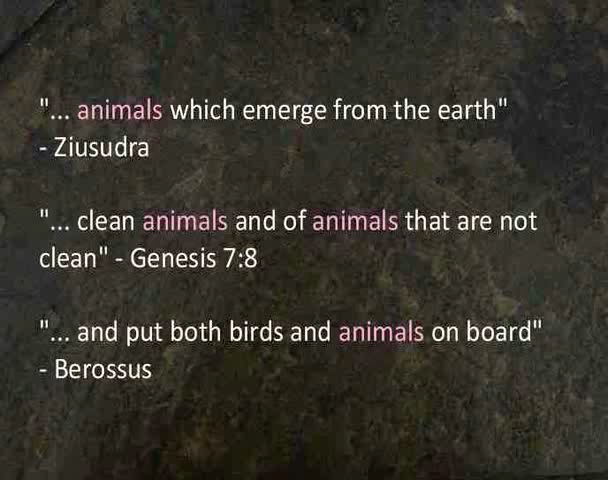 "... animals which emerge from the earth"
- Ziusudra
"... clean animals and of animals that are not
clean" - Genesis 7:8
"... and put both birds and animals on board"
- Berossus